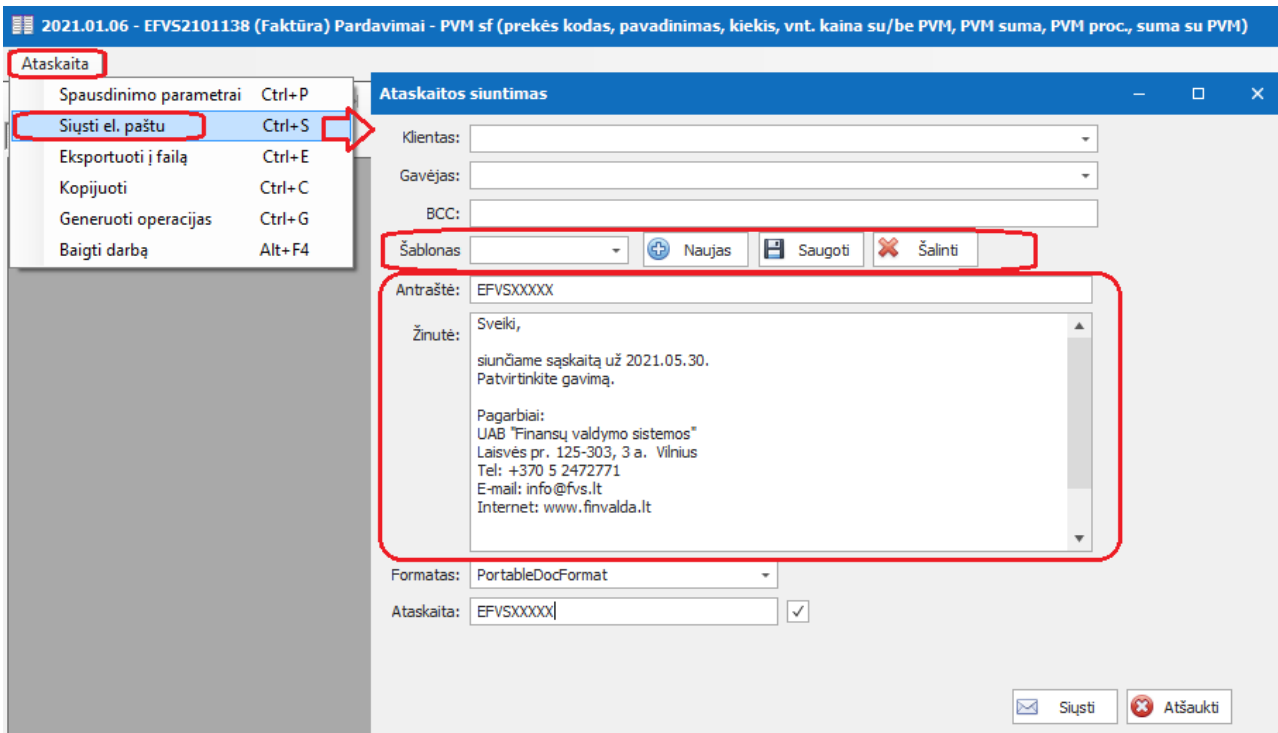 2021.01.06 - EFVS2101138 (Faktūra) Pardavimai - PVM sf (prekės kodas, pavadinimas, kiekis, vnt. kaina su/be PVM, PVM suma, PVM proc., suma su PVM)
Ataskaita
Spausdinimo parametrai Ctrl+P
Siųsti el. paštu Ctrl+S
Eksportuoti į failą Ctrl+E
Kopijuoti Ctrl+C
Generuoti operacijas Ctrl+G
Baigti darbą Alt+F4
Ataskaitos siuntimas
Klientas:
Gavėjas:
BCC:
Šablonas Naujas Saugoti Šalinti
Antraštė: EFVSXXXXX
Žinutė:
Sveiki,
siunčiame sąskaitą už 2021.05.30.
Patvirtinkite gavimą.
Pagarbiai:
UAB "Finansų valdymo sistemos"
Laisvės pr. 125-303, 3 a. Vilnius
Tel: +370 5 2472771
E-mail: info@fvs.lt
Internet: www.finvalda.lt
Formatas: PortableDocFormat
Ataskaita: EFVSXXXXX
Siųsti Atšaukti